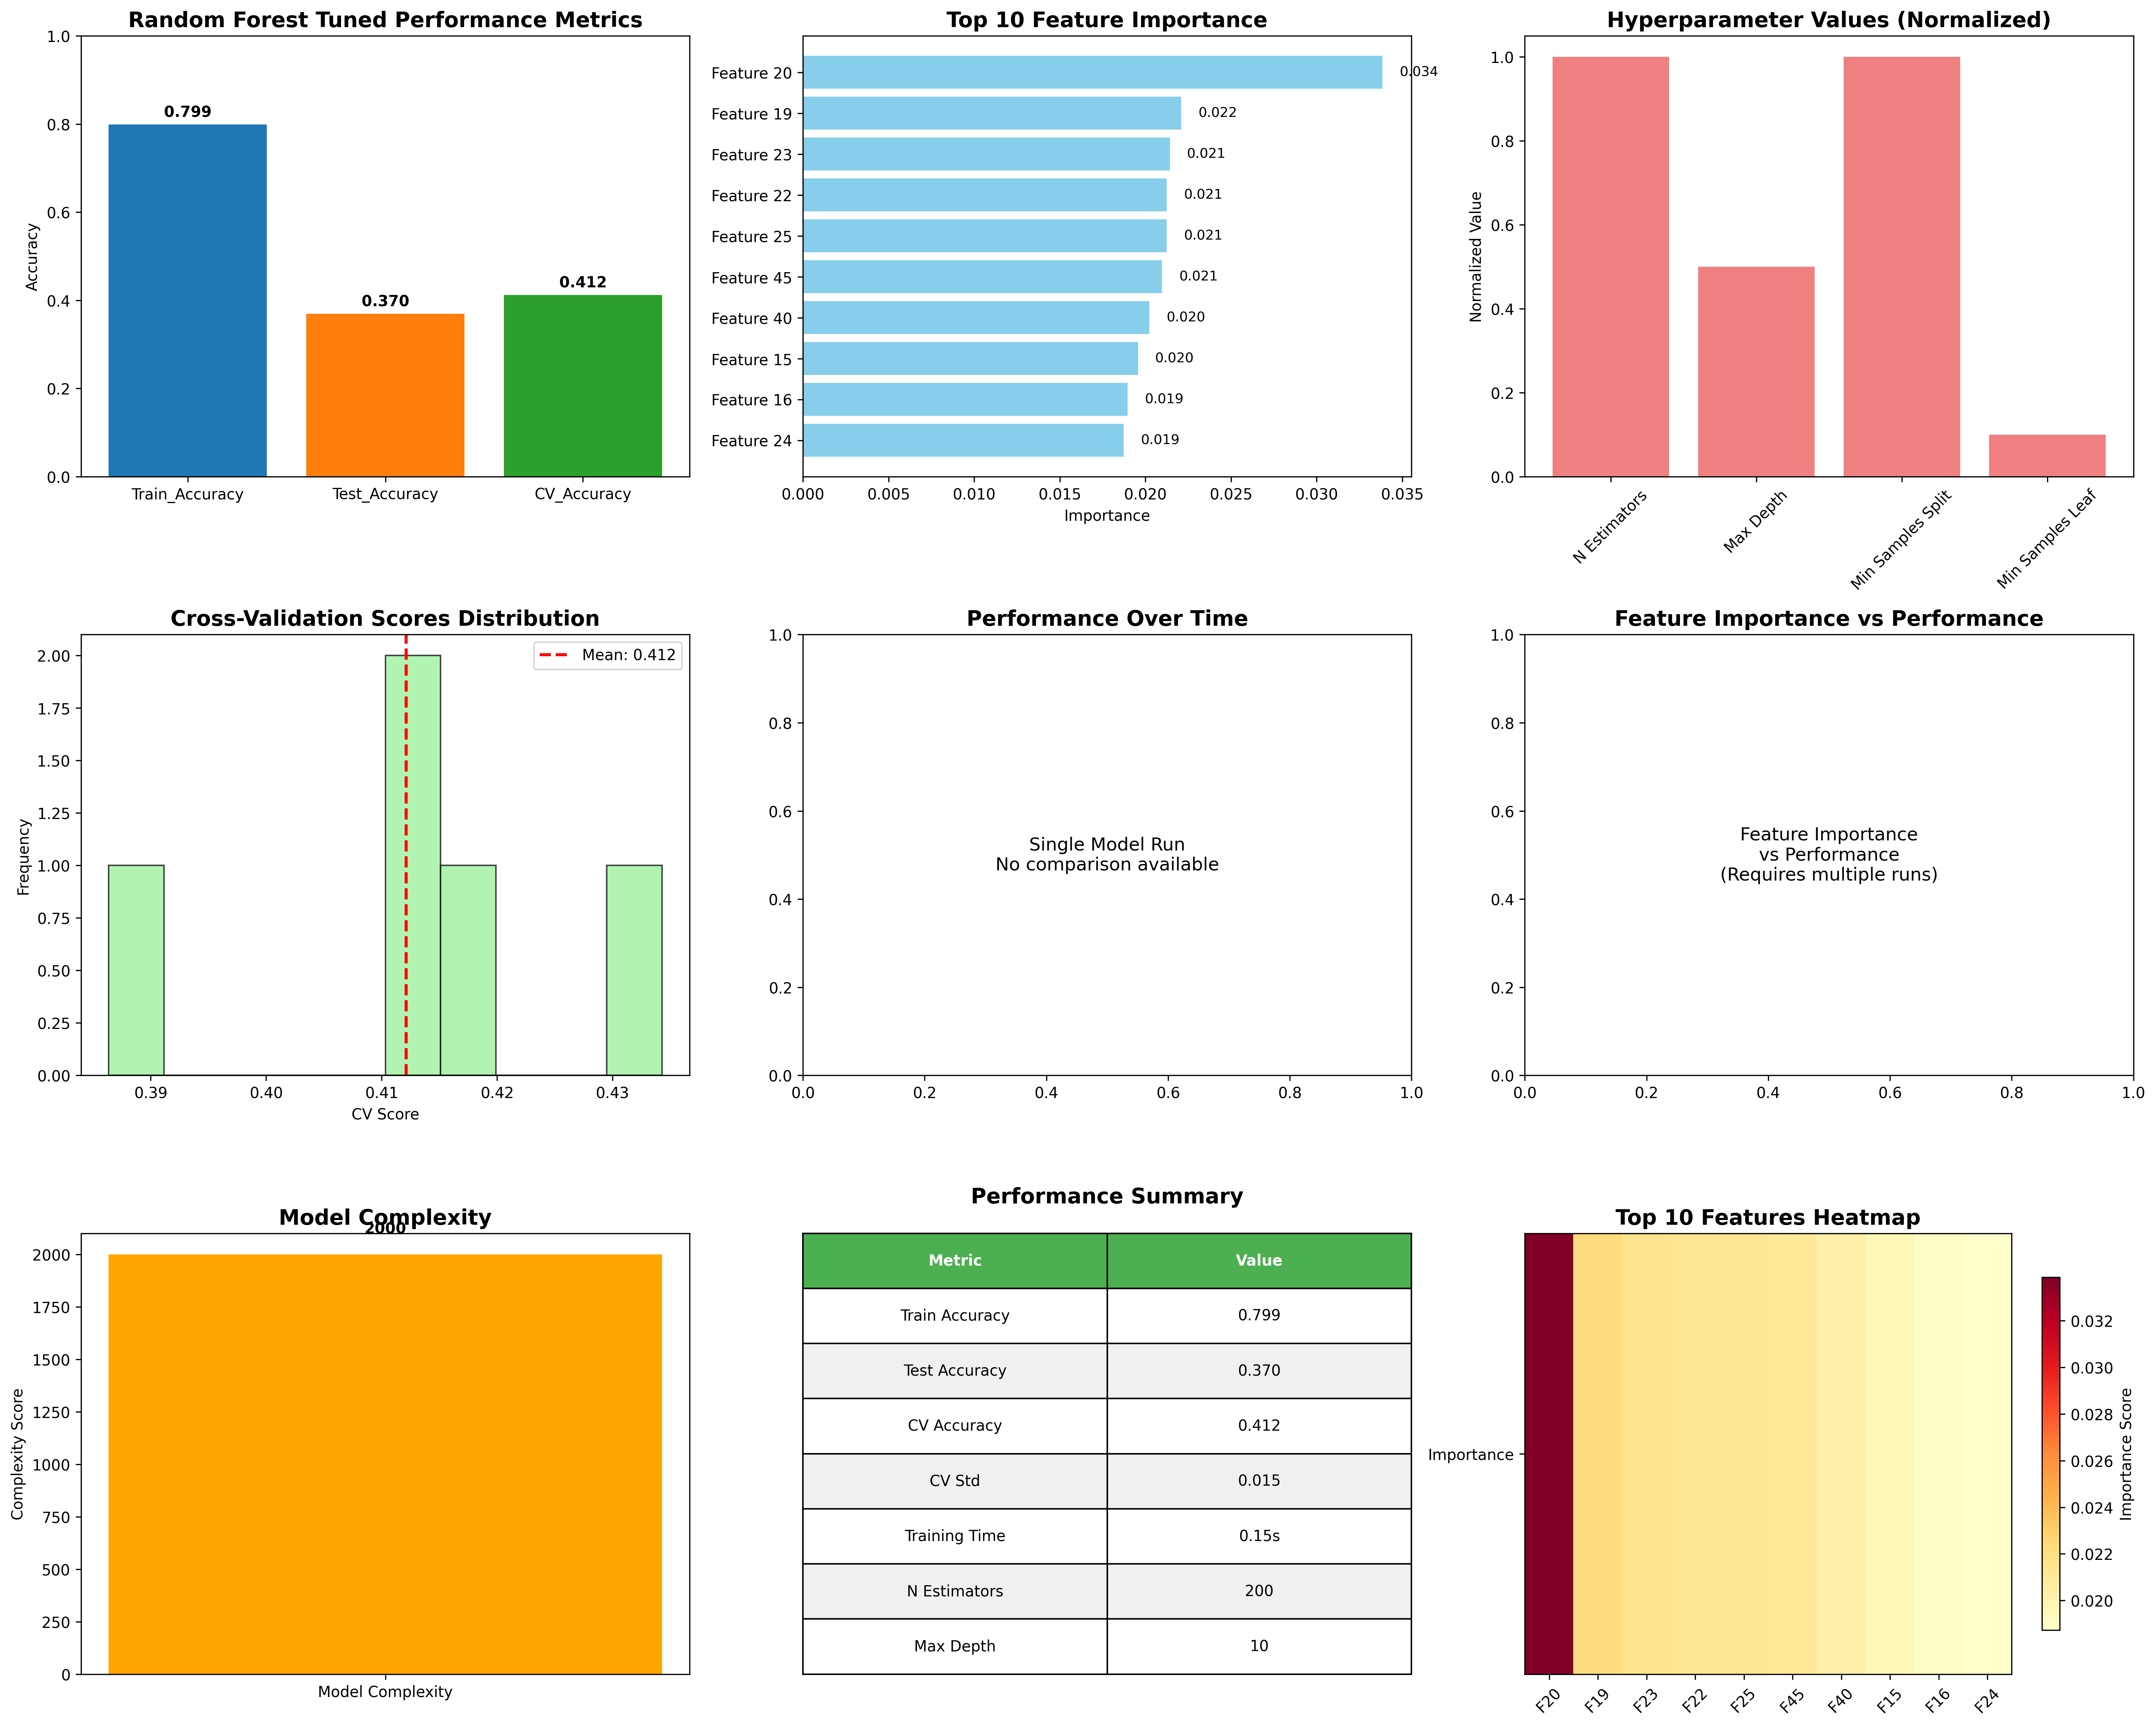 Random Forest Tuned Performance Metrics
Accuracy
1.0
0.8
0.6
0.4
0.2
0.0
0.799
0.370
0.412
Train_Accuracy
Test_Accuracy
CV_Accuracy
Top 10 Feature Importance
Feature 20
0.034
Feature 19
0.022
Feature 23
0.021
Feature 22
0.021
Feature 25
0.021
Feature 45
0.021
Feature 40
0.020
Feature 15
0.020
Feature 16
0.019
Feature 24
0.019
0.000
0.005
0.010
0.015
0.020
0.025
0.030
0.035
Importance
Hyperparameter Values (Normalized)
Normalized Value
1.0
0.8
0.6
0.4
0.2
0.0
N Estimators
Max Depth
Min Samples Split
Min Samples Leaf
Cross-Validation Scores Distribution
Frequency
2.00
1.75
1.50
1.25
1.00
0.75
0.50
0.25
0.00
Mean: 0.412
0.39
0.40
0.41
0.42
0.43
CV Score
Performance Over Time
1.0
0.8
0.6
0.4
0.2
0.0
Single Model Run
No comparison available
0.0
0.2
0.4
0.6
0.8
1.0
Feature Importance vs Performance
1.0
0.8
0.6
0.4
0.2
0.0
Feature Importance
vs Performance
(Requires multiple runs)
0.0
0.2
0.4
0.6
0.8
1.0
Model Complexity
2000
Complexity Score
2000
1750
1500
1250
1000
750
500
250
0
Model Complexity
Performance Summary
Metric Value
Train Accuracy 0.799
Test Accuracy 0.370
CV Accuracy 0.412
CV Std 0.015
Training Time 0.15s
N Estimators 200
Max Depth 10
Top 10 Features Heatmap
Importance
F20
F19
F23
F22
F25
F45
F40
F15
F16
F24
0.032
0.030
0.028
0.026
0.024
0.022
0.020
Importance Score